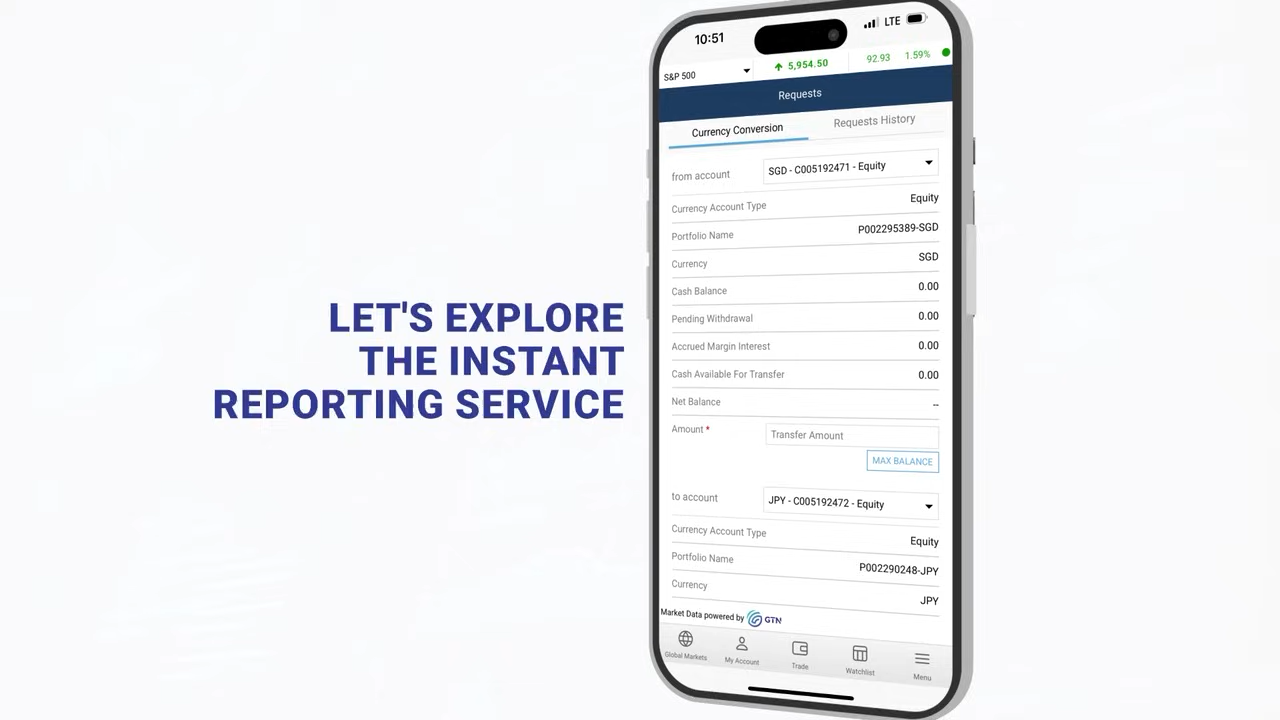 LET'S EXPLORE
THE INSTANT
REPORTING SERVICE
10:51
LTE
S&P 500
5,954.50
92.93
1.59%
Requests
Currency Conversion
Requests History
from account
SGD - C005192471 - Equity
Currency Account Type
Equity
Portfolio Name
P002295389-SGD
Currency
SGD
Cash Balance
0.00
Pending Withdrawal
0.00
Accrued Margin Interest
0.00
Cash Available For Transfer
0.00
Net Balance
--
Amount *
Transfer Amount
MAX BALANCE
to account
JPY - C005192472 - Equity
Currency Account Type
Equity
Portfolio Name
P002290248-JPY
Currency
JPY
Market Data powered by GTN
Global Markets
My Account
Trade
Watchlist
Menu